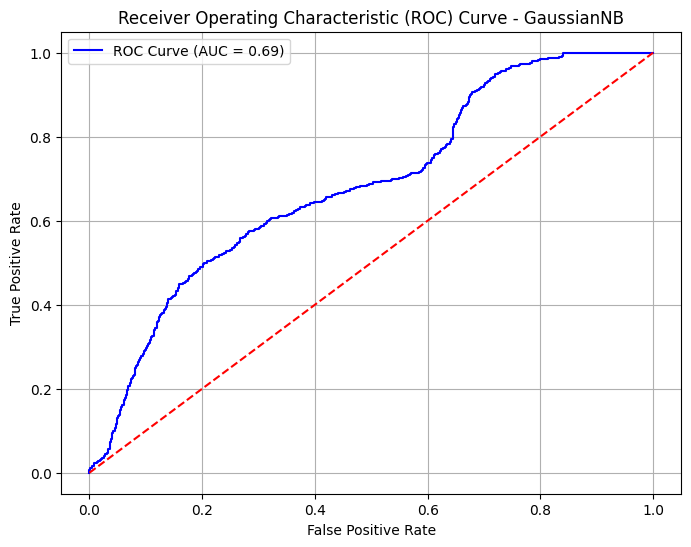 Receiver Operating Characteristic (ROC) Curve - GaussianNB
ROC Curve (AUC = 0.69)
True Positive Rate
1.0
0.8
0.6
0.4
0.2
0.0
0.0 0.2 0.4 0.6 0.8 1.0
False Positive Rate